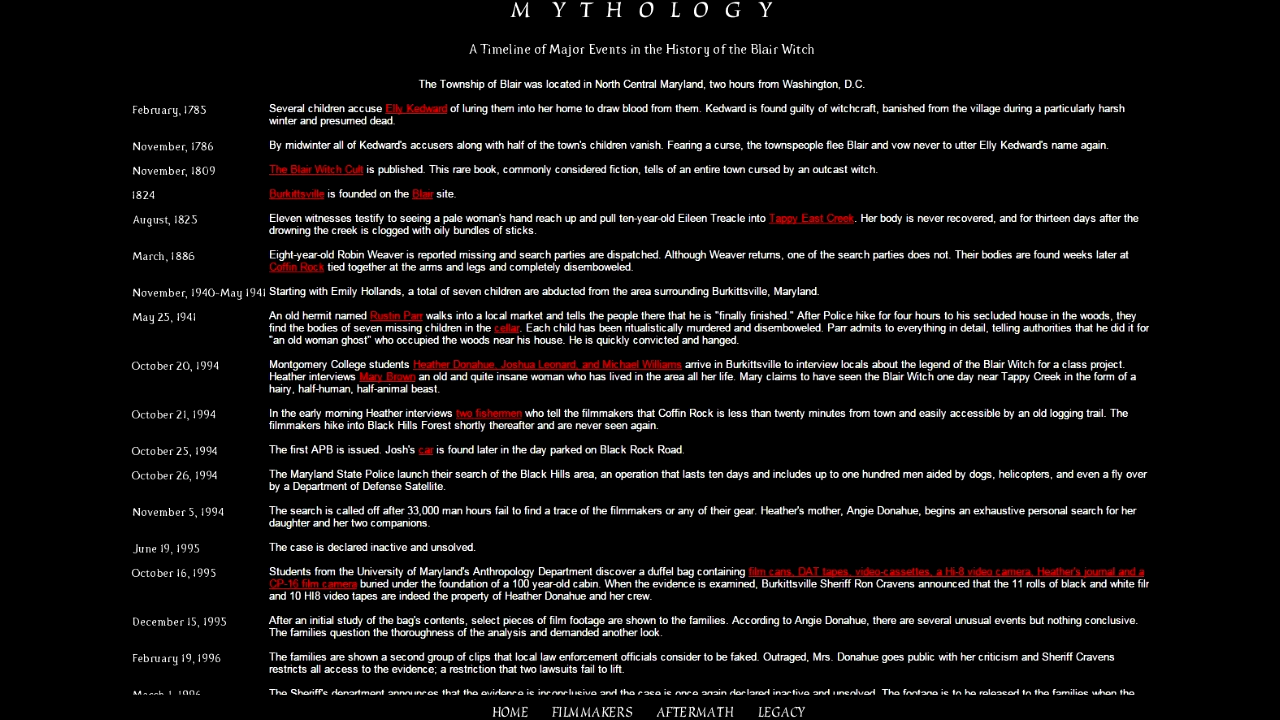 MYTHOLOGY
A Timeline of Major Events in the History of the Blair Witch
The Township of Blair was located in North Central Maryland, two hours from Washington, D.C.
February, 1785 Several children accuse Elly Kedward of luring them into her home to draw blood from them. Kedward is found guilty of witchcraft, banished from the village during a particularly harsh
winter and presumed dead.
November, 1786 By midwinter all of Kedward's accusers along with half of the town's children vanish. Fearing a curse, the townspeople flee Blair and vow never to utter Elly Kedward's name again.
November, 1809 The Blair Witch Cult is published. This rare book, commonly considered fiction, tells of an entire town cursed by an outcast witch.
1824 Burkittsville is founded on the Blair site.
August, 1825 Eleven witnesses testify to seeing a pale woman's hand reach up and pull ten-year-old Eileen Treacle into Tappy East Creek. Her body is never recovered, and for thirteen days after the
drowning the creek is clogged with oily bundles of sticks.
March, 1886 Eight-year-old Robin Weaver is reported missing and search parties are dispatched. Although Weaver returns, one of the search parties does not. Their bodies are found weeks later at
Coffin Rock tied together at the arms and legs and completely disemboweled.
November, 1940-May 1941 Starting with Emily Hollands, a total of seven children are abducted from the area surrounding Burkittsville, Maryland.
May 25, 1941 An old hermit named Rustin Parr walks into a local market and tells the people there that he is "finally finished." After Police hike for four hours to his secluded house in the woods, they
find the bodies of seven missing children in the cellar. Each child has been ritualistically murdered and disemboweled. Parr admits to everything in detail, telling authorities that he did it for
"an old woman ghost" who occupied the woods near his house. He is quickly convicted and hanged.
October 20, 1994 Montgomery College students Heather Donahue, Joshua Leonard, and Michael Williams arrive in Burkittsville to interview locals about the legend of the Blair Witch for a class project.
Heather interviews Mary Brown an old and quite insane woman who has lived in the area all her life. Mary claims to have seen the Blair Witch one day near Tappy Creek in the form of a
hairy, half-human, half-animal beast.
October 21, 1994 In the early morning Heather interviews two fishermen who tell the filmmakers that Coffin Rock is less than twenty minutes from town and easily accessible by an old logging trail. The
filmmakers hike into Black Hills Forest shortly thereafter and are never seen again.
October 25, 1994 The first APB is issued. Josh's car is found later in the day parked on Black Rock Road.
October 26, 1994 The Maryland State Police launch their search of the Black Hills area, an operation that lasts ten days and includes up to one hundred men aided by dogs, helicopters, and even a fly over
by a Department of Defense Satellite.
November 5, 1994 The search is called off after 33,000 man hours fail to find a trace of the filmmakers or any of their gear. Heather's mother, Angie Donahue, begins an exhaustive personal search for her
daughter and her two companions.
June 19, 1995 The case is declared inactive and unsolved.
October 16, 1995 Students from the University of Maryland's Anthropology Department discover a duffel bag containing film cans, DAT tapes, video-cassettes, a Hi-8 video camera, Heather's journal and a
CP-16 film camera buried under the foundation of a 100 year-old cabin. When the evidence is examined, Burkittsville Sheriff Ron Cravens announced that the 11 rolls of black and white film
and 10 HI8 video tapes are indeed the property of Heather Donahue and her crew.
December 15, 1995 After an initial study of the bag's contents, select pieces of film footage are shown to the families. According to Angie Donahue, there are several unusual events but nothing conclusive.
The families question the thoroughness of the analysis and demanded another look.
February 19, 1996 The families are shown a second group of clips that local law enforcement officials consider to be faked. Outraged, Mrs. Donahue goes public with her criticism and Sheriff Cravens
restricts all access to the evidence; a restriction that two lawsuits fail to lift.
March 1, 1996 The Sheriff's department announces that the evidence is inconclusive and the case is once again declared inactive and unsolved. The footage is to be released to the families when the
HOME FILMMAKERS AFTERMATH LEGACY